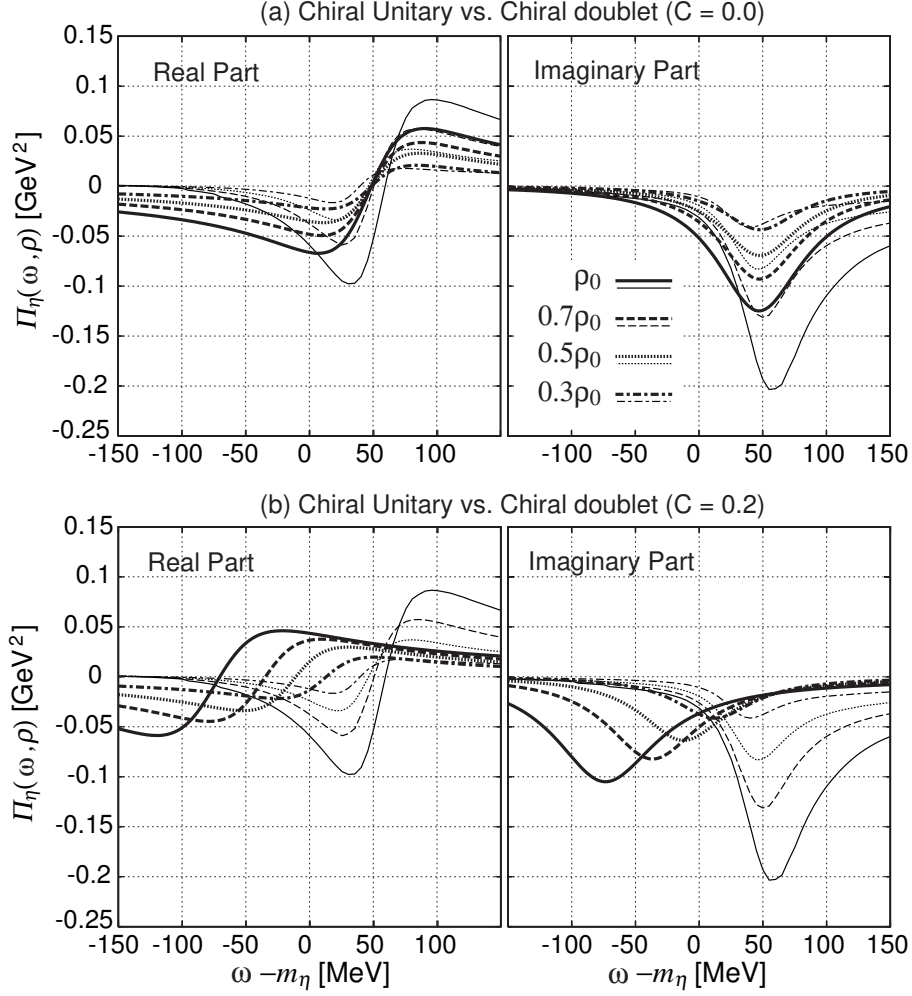 (a) Chiral Unitary vs. Chiral doublet (C = 0.0)
Real Part
Imaginary Part
0.15
0.1
0.05
0
-0.05
-0.1
-0.15
-0.2
-0.25
Πη(ω,ρ) [GeV²]
ρ₀
0.7ρ₀
0.5ρ₀
0.3ρ₀
-150 -100 -50 0 50 100 -100 -50 0 50 100 150
(b) Chiral Unitary vs. Chiral doublet (C = 0.2)
Real Part
Imaginary Part
0.15
0.1
0.05
0
-0.05
-0.1
-0.15
-0.2
-0.25
Πη(ω,ρ) [GeV²]
-150 -100 -50 0 50 100 -100 -50 0 50 100 150
ω −mη [MeV] ω −mη [MeV]